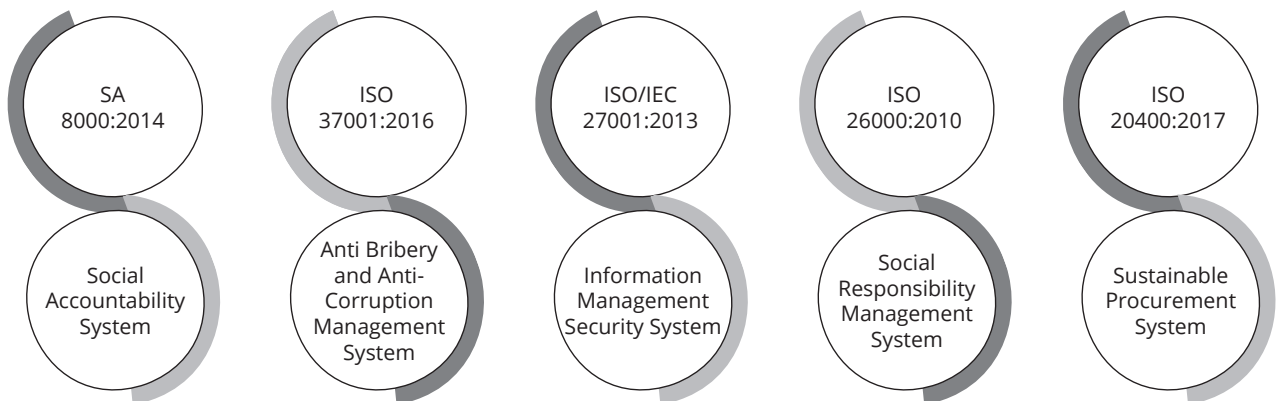 SA
8000:2014
ISO
37001:2016
ISO/IEC
27001:2013
ISO
26000:2010
ISO
20400:2017
Social
Accountability
System
Anti Bribery
and Anti-
Corruption
Management
System
Information
Management
Security System
Social
Responsibility
Management
System
Sustainable
Procurement
System